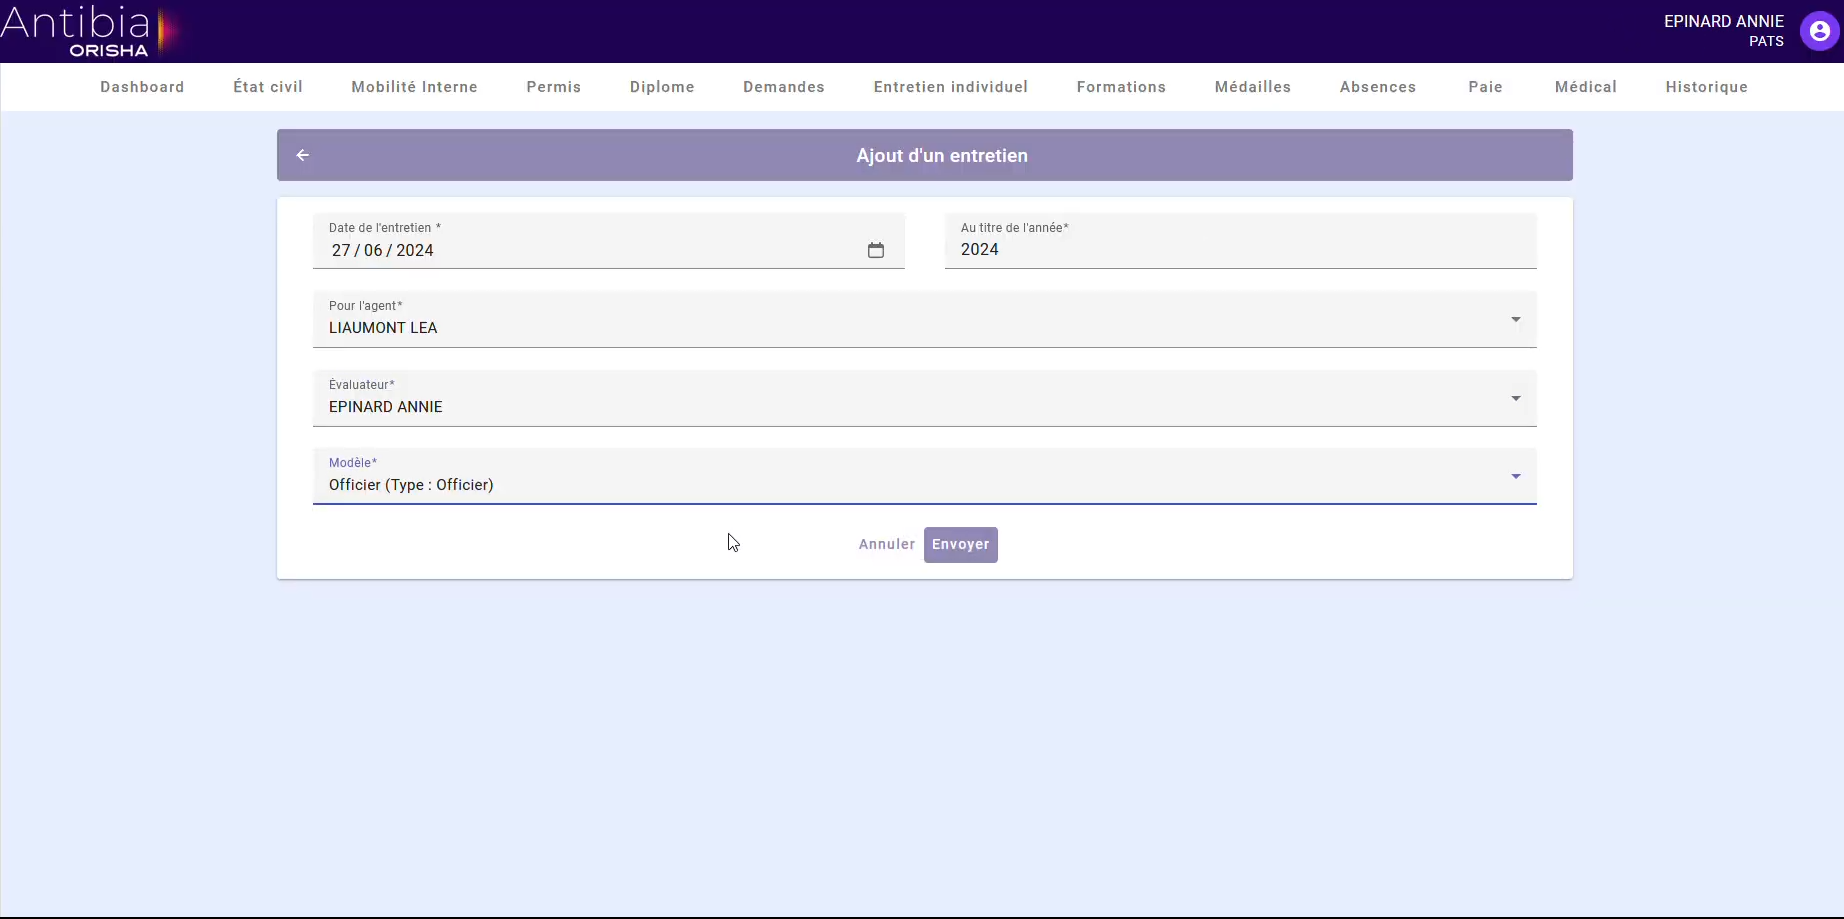 Antibia
ORISHA
EPINARD ANNIE
PATS
Dashboard État civil Mobilité Interne Permis Diplome Demandes Entretien individuel Formations Médailles Absences Paie Médical Historique
Ajout d'un entretien
Date de l'entretien *
27 / 06 / 2024
Au titre de l'année*
2024
Pour l'agent*
LIAUMONT LEA
Évaluateur*
EPINARD ANNIE
Modèle*
Officier (Type : Officier)
Annuler Envoyer